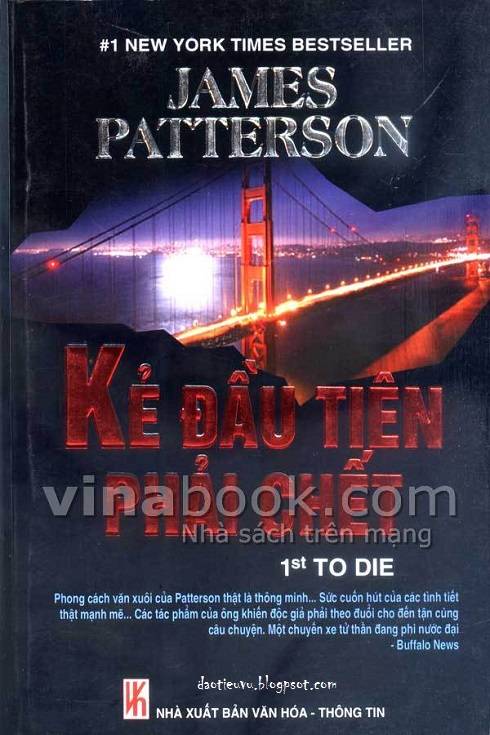 #1 NEW YORK TIMES BESTSELLER
JAMES
PATTERSON
KẺ ĐẦU TIÊN
PHẢI CHẾT
vinabook.com
Nhà sách trên mạng
1st TO DIE
Phong cách văn xuôi của Patterson thật là thông minh... Sức cuốn hút của các tình tiết
thật mạnh mẽ... Các tác phẩm của ông khiến độc giả phải theo đuổi cho đến tận cùng
câu chuyện. Một chuyến xe tử thần đang phi nước đại
- Buffalo News
daotieuvu.blogspot.com
NHÀ XUẤT BẢN VĂN HÓA - THÔNG TIN